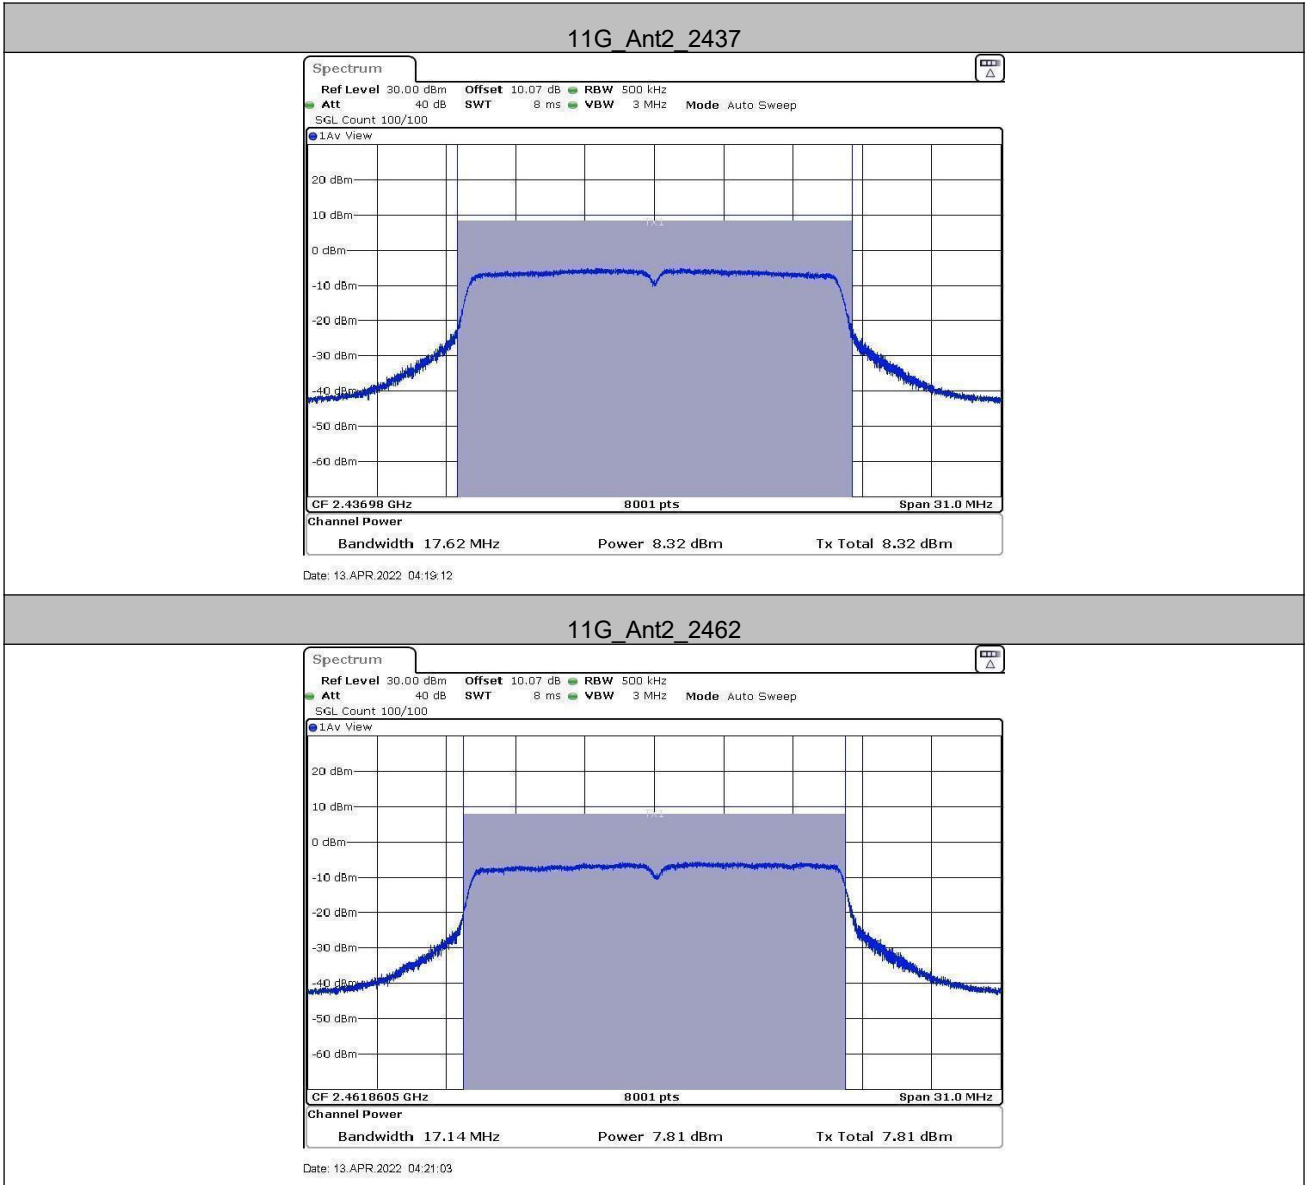 11G_Ant2_2437
Spectrum
Ref Level 30.00 dBm Offset 10.07 dB RBW 500 kHz
Att 40 dB SWT 8 ms VBW 3 MHz Mode Auto Sweep
SGL Count 100/100
1Av View
20 dBm
10 dBm
TX1
0 dBm
-10 dBm
-20 dBm
-30 dBm
-40 dBm
-50 dBm
-60 dBm
CF 2.43698 GHz 8001 pts Span 31.0 MHz
Channel Power
Bandwidth 17.62 MHz Power 8.32 dBm Tx Total 8.32 dBm
Date: 13.APR.2022 04:19:12
11G_Ant2_2462
Spectrum
Ref Level 30.00 dBm Offset 10.07 dB RBW 500 kHz
Att 40 dB SWT 8 ms VBW 3 MHz Mode Auto Sweep
SGL Count 100/100
1Av View
20 dBm
10 dBm
TX1
0 dBm
-10 dBm
-20 dBm
-30 dBm
-40 dBm
-50 dBm
-60 dBm
CF 2.4618605 GHz 8001 pts Span 31.0 MHz
Channel Power
Bandwidth 17.14 MHz Power 7.81 dBm Tx Total 7.81 dBm
Date: 13.APR.2022 04:21:03